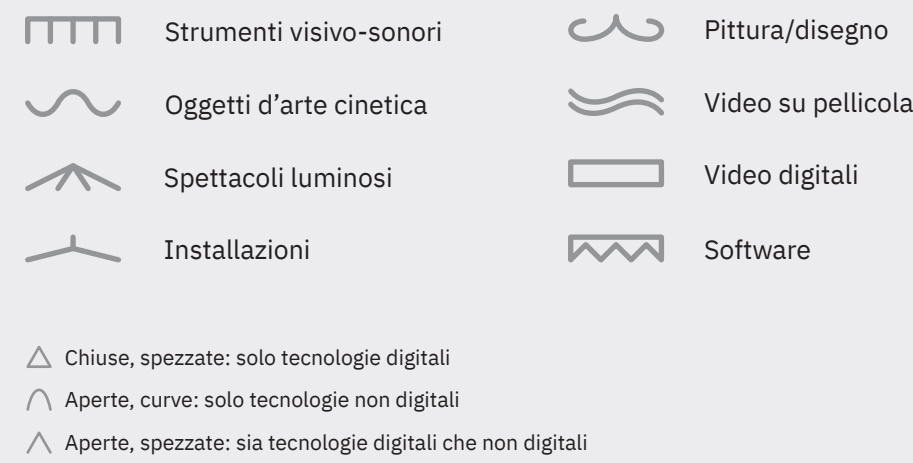 Strumenti visivo-sonori
Oggetti d’arte cinetica
Spettacoli luminosi
Installazioni
Pittura/disegno
Video su pellicola
Video digitali
Software
Chiuse, spezzate: solo tecnologie digitali
Aperte, curve: solo tecnologie non digitali
Aperte, spezzate: sia tecnologie digitali che non digitali